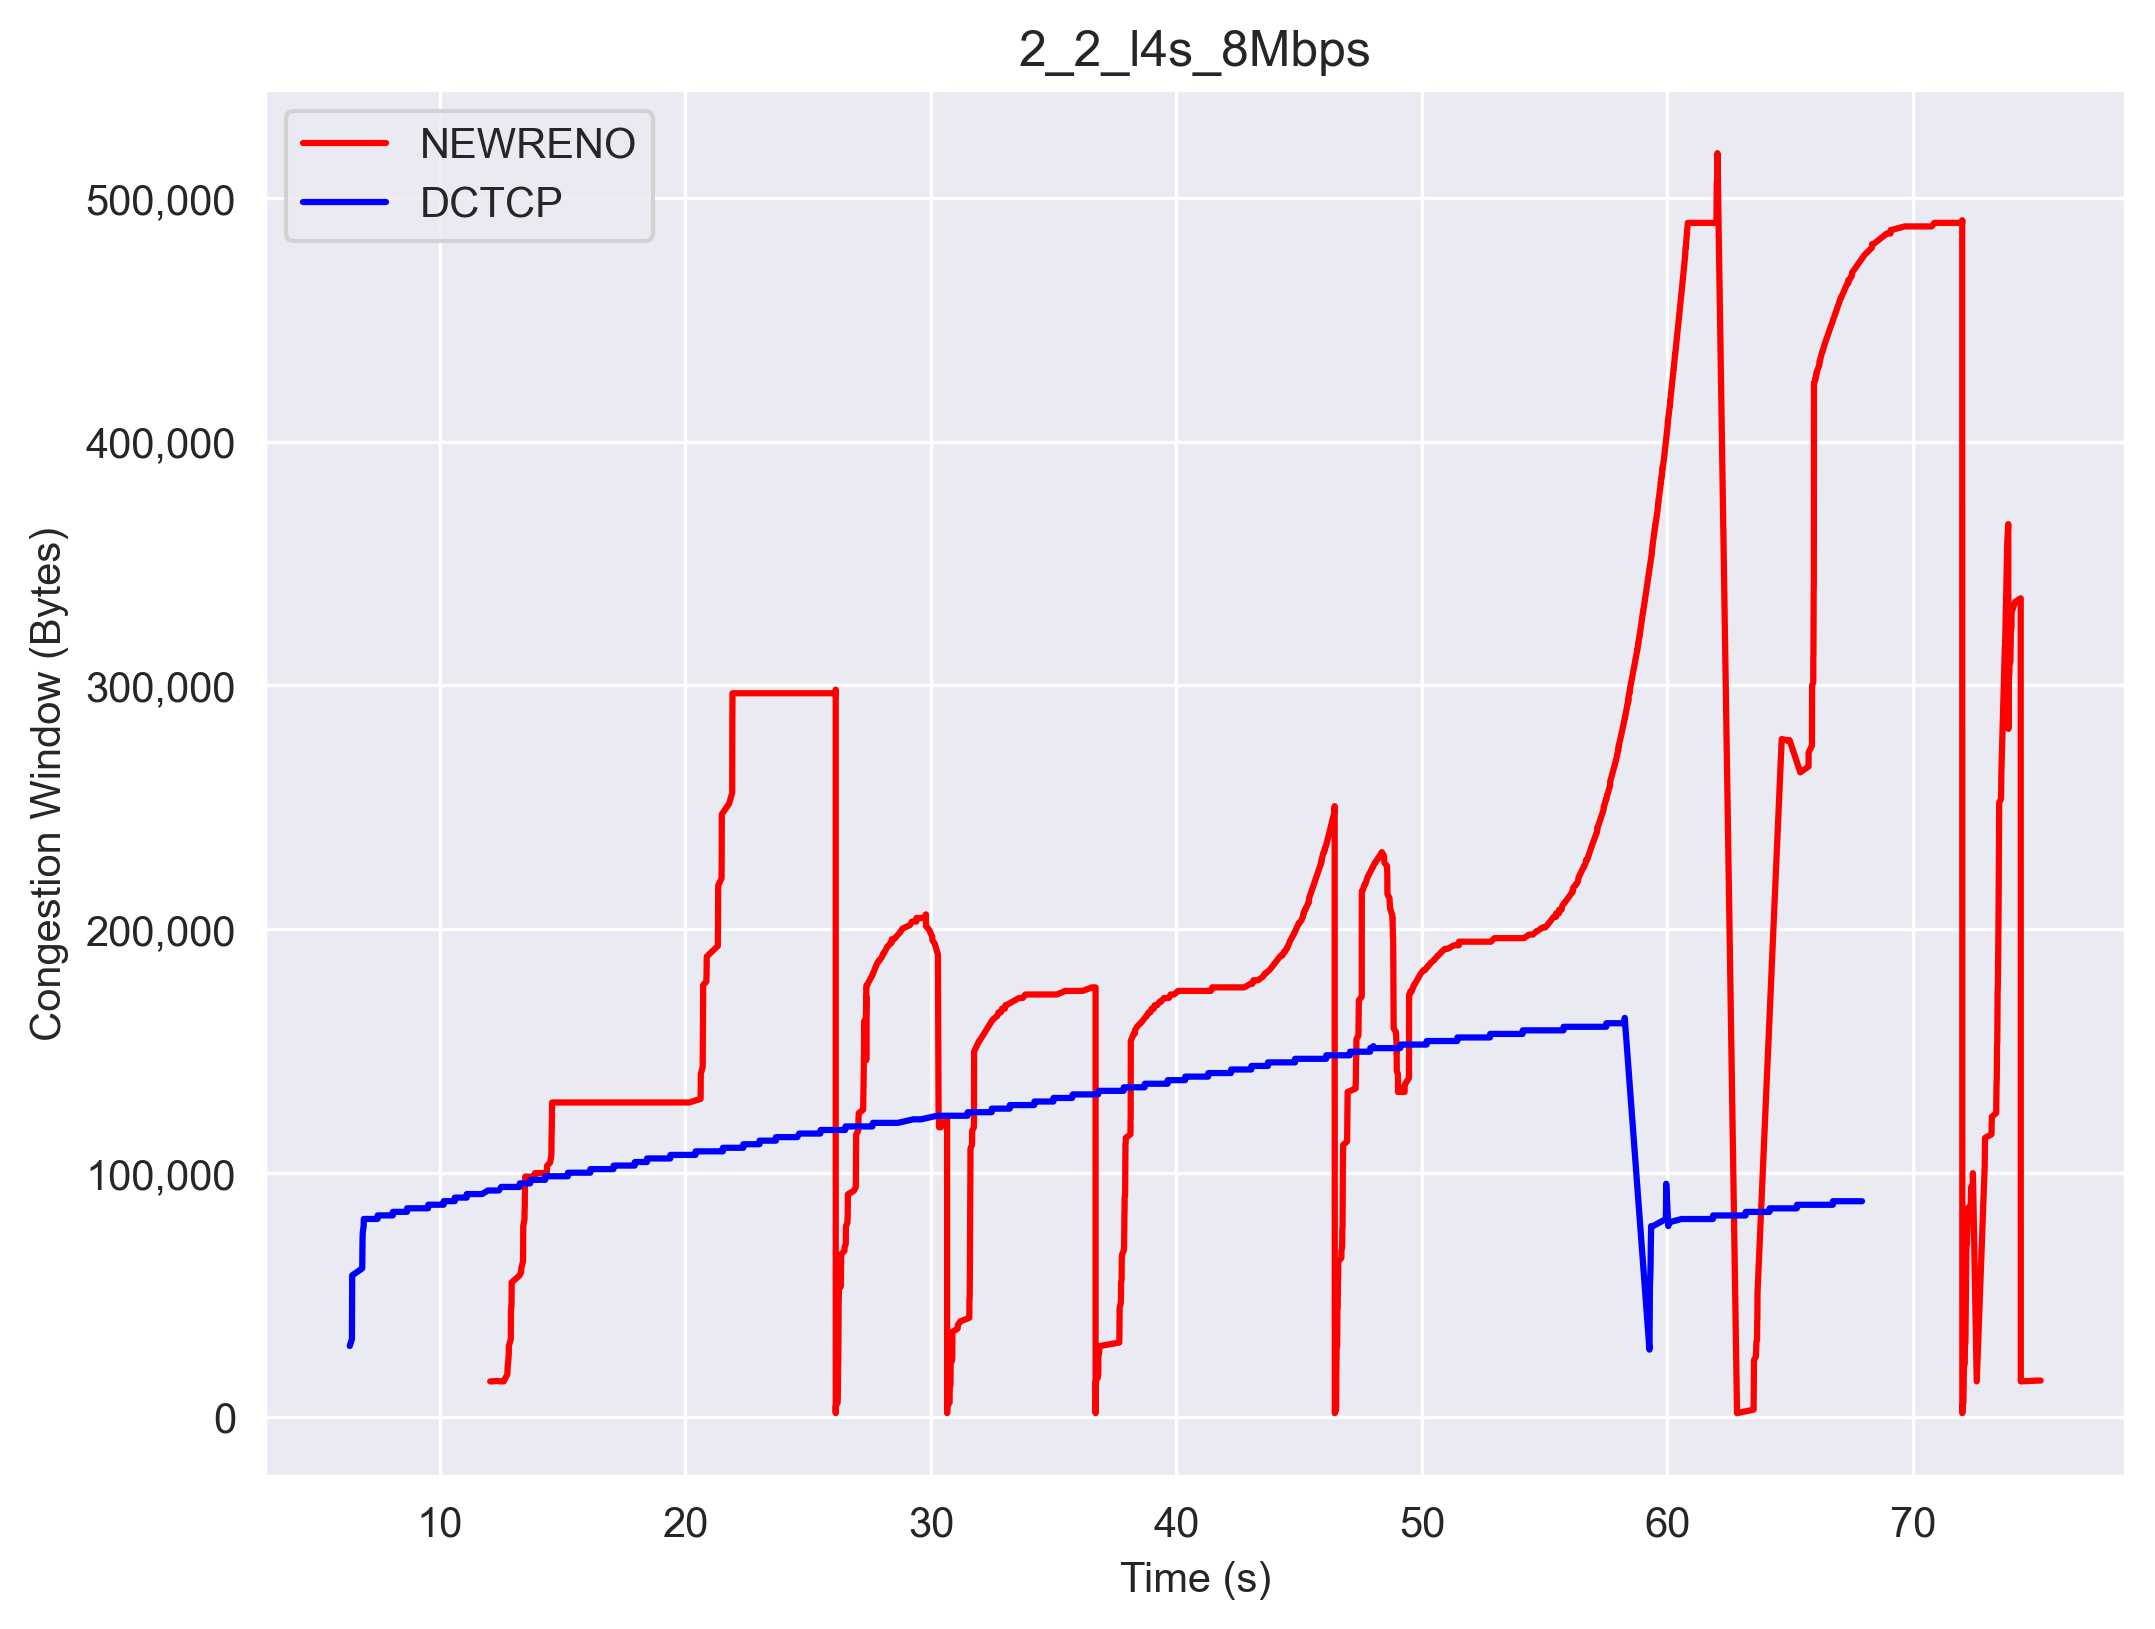 2_2_l4s_8Mbps
NEWRENO
DCTCP
500,000
400,000
300,000
200,000
100,000
0
Congestion Window (Bytes)
10 20 30 40 50 60 70
Time (s)